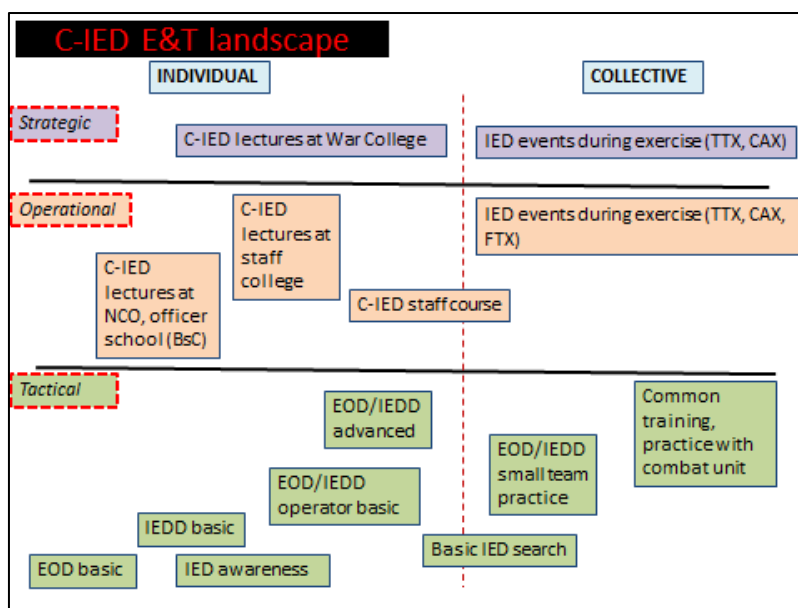 C-IED E&T landscape
INDIVIDUAL
COLLECTIVE
Strategic
C-IED lectures at War College
IED events during exercise (TTX, CAX)
Operational
C-IED
lectures at
staff
college
IED events during exercise (TTX, CAX,
FTX)
C-IED
lectures at
NCO, officer
school (BsC)
C-IED staff course
Tactical
EOD/IEDD
advanced
Common
training,
practice with
combat unit
EOD/IEDD
small team
practice
EOD/IEDD
operator basic
IEDD basic
Basic IED search
EOD basic
IED awareness